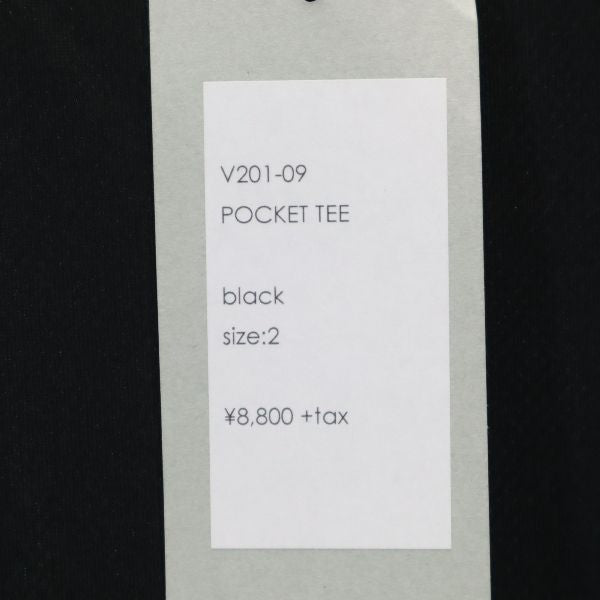 V201-09
POCKET TEE
black
size:2
¥8,800 +tax